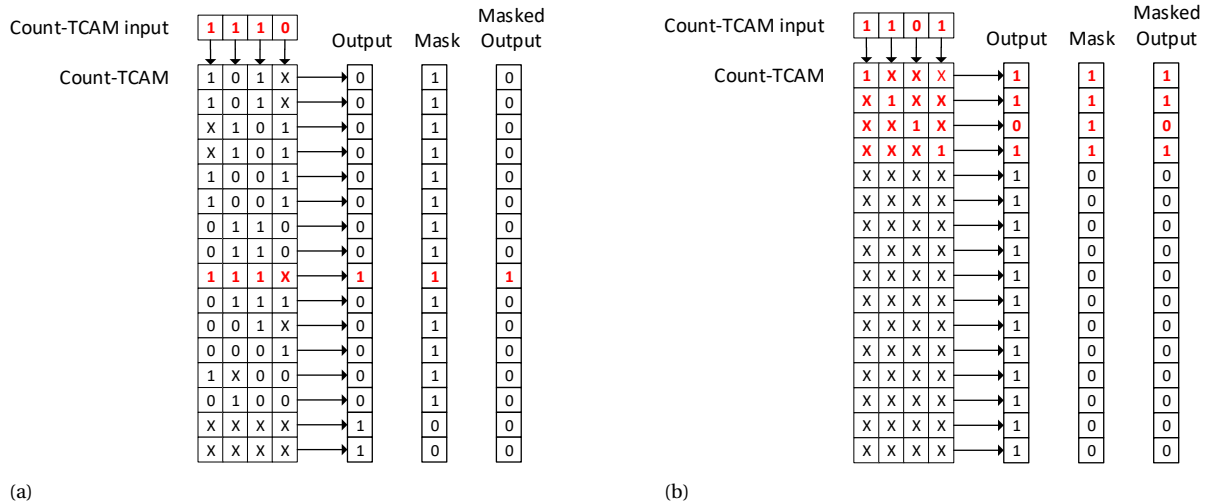 Count-TCAM input 1 1 1 0
Output Mask Masked
Output
Count-TCAM 1 0 1 X 0 1 0
1 0 1 X 0 1 0
X 1 0 1 0 1 0
X 1 0 1 0 1 0
1 0 0 1 0 1 0
1 0 0 1 0 1 0
0 1 1 0 0 1 0
0 1 1 0 0 1 0
1 1 1 X 1 1 1
0 1 1 1 0 1 0
0 0 1 X 0 1 0
0 0 0 1 0 1 0
1 X 0 0 0 1 0
0 1 0 0 0 1 0
X X X X 1 0 0
X X X X 1 0 0
(a)
Count-TCAM input 1 1 0 1
Output Mask Masked
Output
Count-TCAM 1 X X X 1 1 1
X 1 X X 1 1 1
X X 1 X 0 1 0
X X X 1 1 1 1
X X X X 1 0 0
X X X X 1 0 0
X X X X 1 0 0
X X X X 1 0 0
X X X X 1 0 0
X X X X 1 0 0
X X X X 1 0 0
X X X X 1 0 0
X X X X 1 0 0
X X X X 1 0 0
X X X X 1 0 0
X X X X 1 0 0
(b)